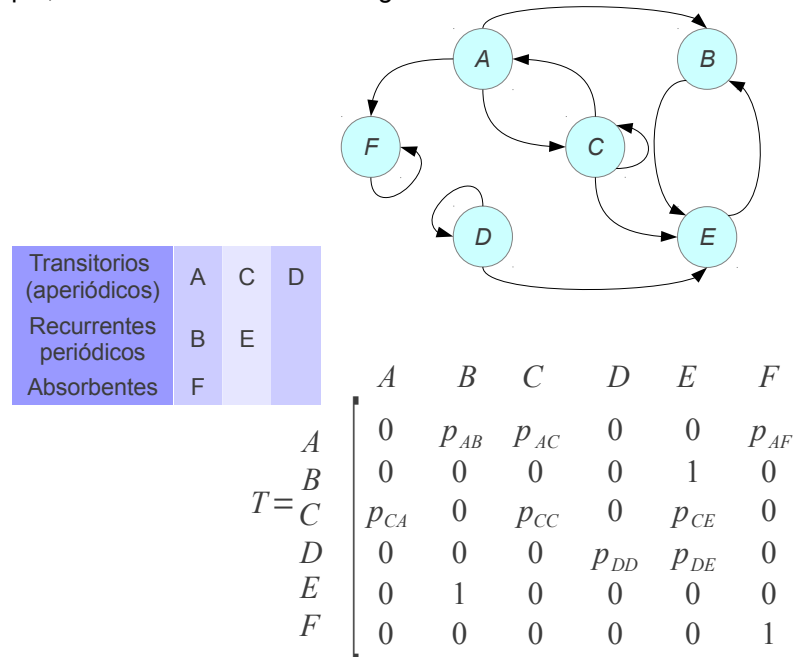 A
B
F
C
D
E
Transitorios
(aperiódicos) A C D
Recurrentes
periódicos B E
Absorbentes F
A B C D E F
A 0 p_AB p_AC 0 0 p_AF
B 0 0 0 0 1 0
T = C p_CA 0 p_CC 0 p_CE 0
D 0 0 0 p_DD p_DE 0
E 0 1 0 0 0 0
F 0 0 0 0 0 1